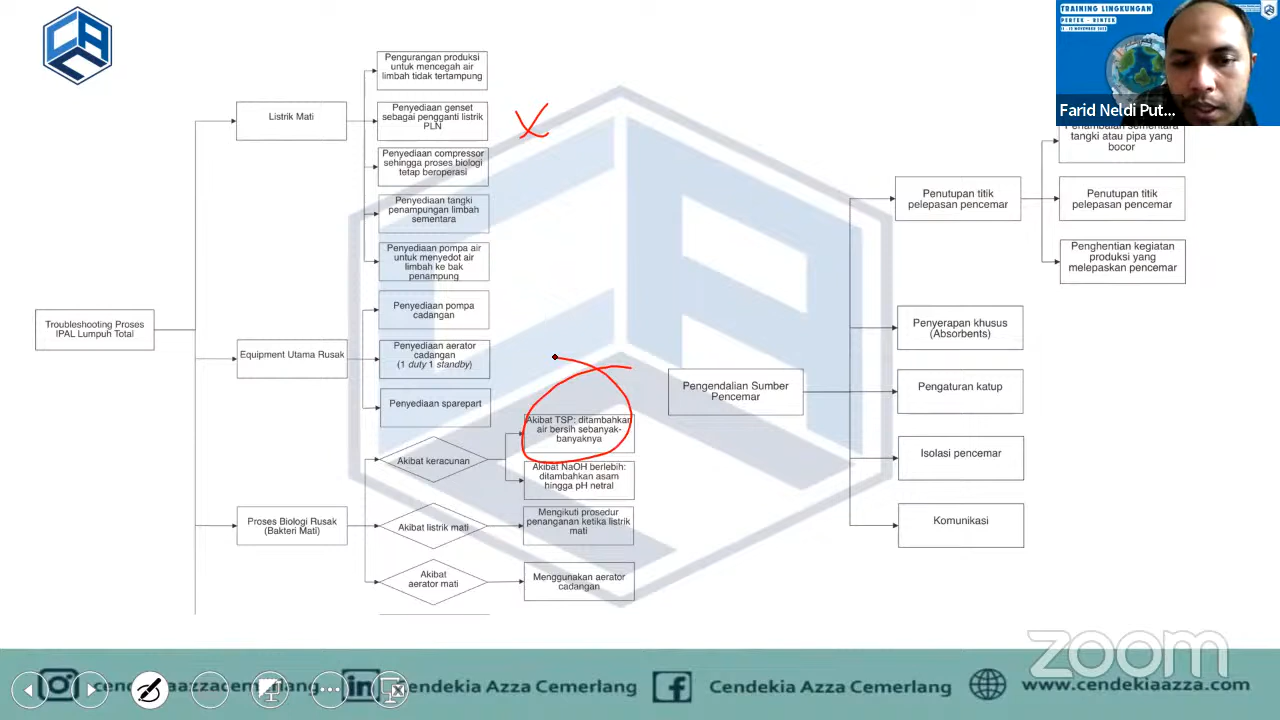 TRAINING LINGKUNGAN
PERTEK - RINTEK
Farid Neldi Put...
Pengurangan produksi
untuk mencegah air
limbah tidak tertampung
Listrik Mati
Penyediaan genset
sebagai pengganti listrik
PLN
Penyediaan compressor
sehingga proses biologi
tetap beroperasi
Penyediaan tangki
penampungan limbah
sementara
Penyediaan pompa air
untuk menyedot air
limbah ke bak
penampung
Troubleshooting Proses
IPAL Lumpuh Total
Equipment Utama Rusak
Penyediaan pompa
cadangan
Penyediaan aerator
cadangan
(1 duty 1 standby)
Penyediaan sparepart
Proses Biologi Rusak
(Bakteri Mati)
Akibat keracunan
Akibat TSP: ditambahkan
air bersih sebanyak-
banyaknya
Akibat NaOH berlebih:
ditambahkan asam
hingga pH netral
Akibat listrik mati
Mengikuti prosedur
penanganan ketika listrik
mati
Akibat
aerator mati
Menggunakan aerator
cadangan
Pengendalian Sumber
Pencemar
Penutupan titik
pelepasan pencemar
Penambalan sementara
tangki atau pipa yang
bocor
Penutupan titik
pelepasan pencemar
Penghentian kegiatan
produksi yang
melepaskan pencemar
Penyerapan khusus
(Absorbents)
Pengaturan katup
Isolasi pencemar
Komunikasi
zoom
cendekiaazzacemerlang
Cendekia Azza Cemerlang
Cendekia Azza Cemerlang
www.cendekiaazza.com